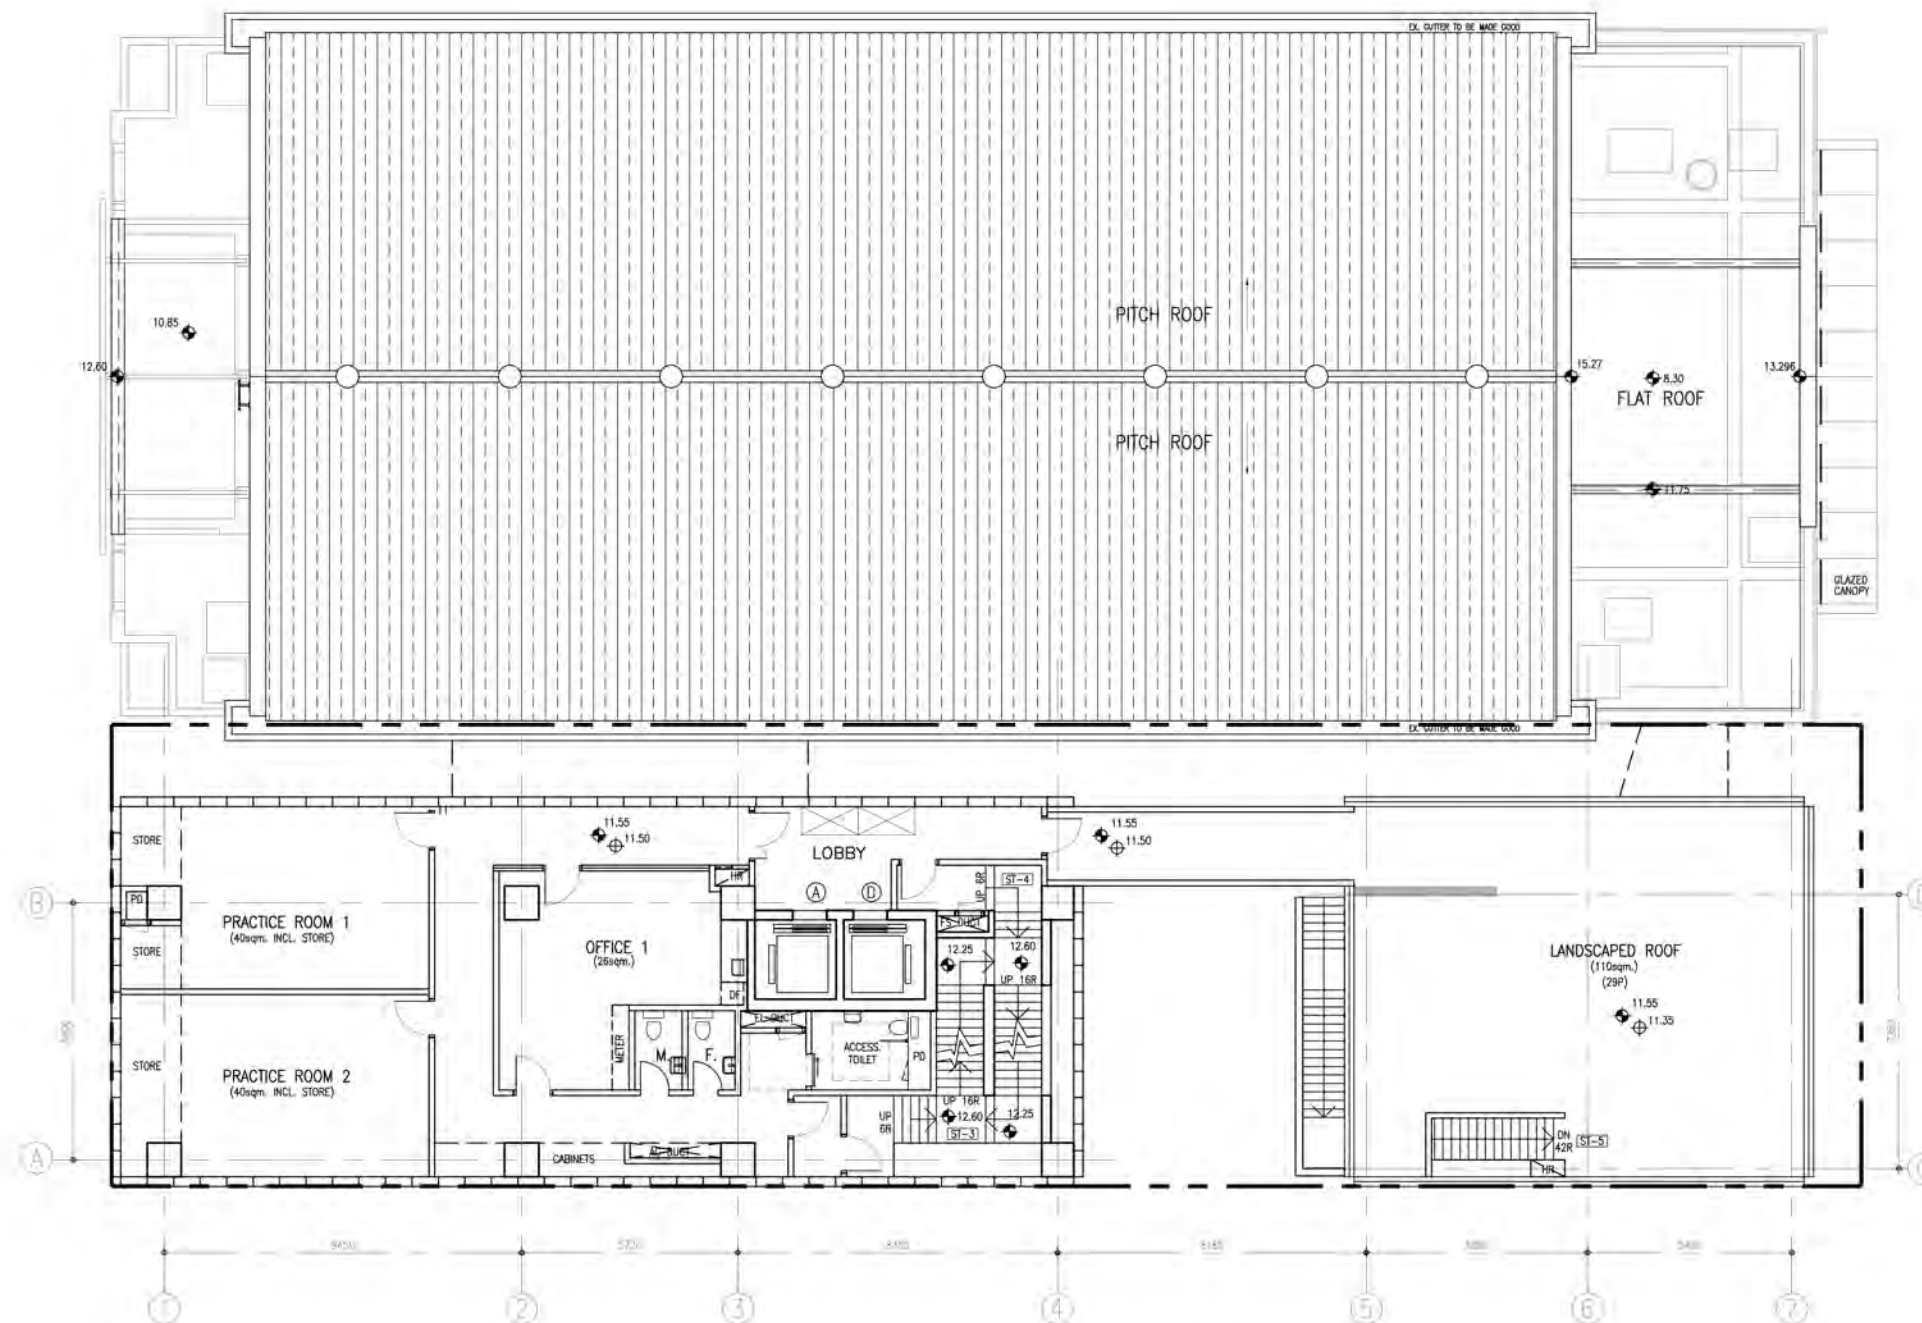 EX. GUTTER TO BE MADE GOOD
PITCH ROOF
10.85
12.60
15.27
8.30
13.296
FLAT ROOF
PITCH ROOF
11.75
GLAZED
CANOPY
EX. GUTTER TO BE MADE GOOD
STORE
11.55
11.50
LOBBY
11.55
11.50
HR
UP 6R
ST-4
A
D
B
PD
PRACTICE ROOM 1
(40sqm. INCL. STORE)
STORE
OFFICE 1
(26sqm.)
FS DUCT
12.25
12.60
UP 16R
LANDSCAPED ROOF
(110sqm.)
(29P)
11.55
11.35
DF
EL DUCT
METER
M.
F.
ACCESS.
TOILET
PD
STORE
PRACTICE ROOM 2
(40sqm. INCL. STORE)
UP 16R
UP
6R
12.60
12.25
ST-3
DN
42R
ST-5
HR
A
CABINETS
AC DUCT
1
2
3
4
5
6
7